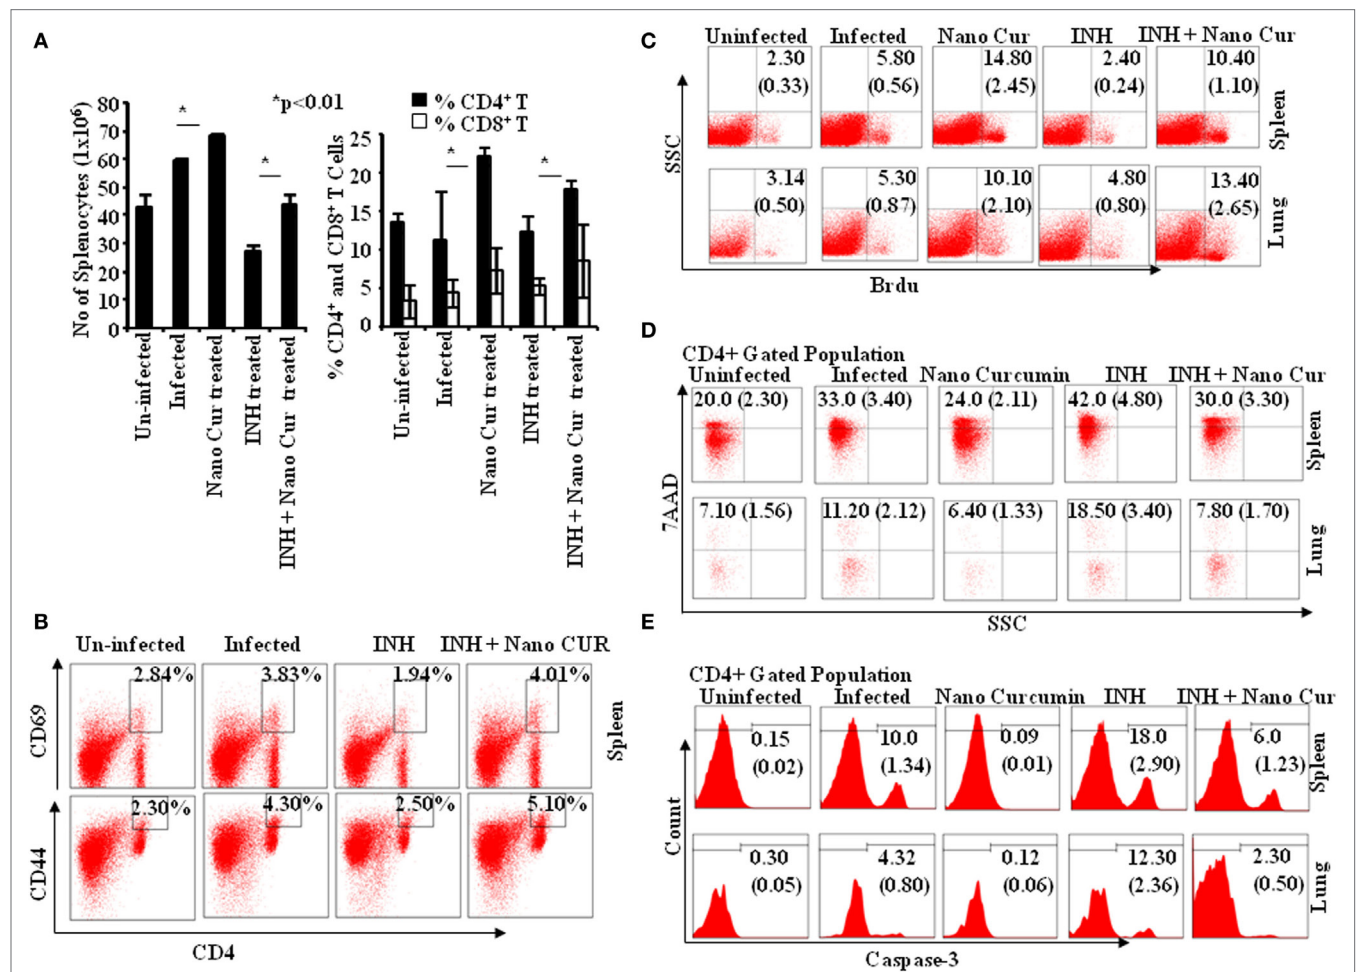 A
*p<0.01
No of Splenocytes (1x10⁶)
80
70
60
50
40
30
20
10
0
*
*
Un-infected
Infected
Nano Cur treated
INH treated
INH + Nano Cur treated
% CD4⁺ T
% CD8⁺ T
% CD4⁺ and CD8⁺ T Cells
25
20
15
10
5
0
*
*
Un-infected
Infected
Nano Cur treated
INH treated
INH + Nano Cur treated
B
Un-infected Infected INH INH + Nano CUR
CD69
2.84% 3.83% 1.94% 4.01%
Spleen
CD44
2.30% 4.30% 2.50% 5.10%
CD4
C
Uninfected Infected Nano Cur INH INH + Nano Cur
SSC
2.30 5.80 14.80 2.40 10.40
(0.33) (0.56) (2.45) (0.24) (1.10)
Spleen
3.14 5.30 10.10 4.80 13.40
(0.50) (0.87) (2.10) (0.80) (2.65)
Lung
Brdu
D
CD4+ Gated Population
Uninfected Infected Nano Curcumin INH INH + Nano Cur
20.0 (2.30) 33.0 (3.40) 24.0 (2.11) 42.0 (4.80) 30.0 (3.30)
Spleen
7AAD
7.10 (1.56) 11.20 (2.12) 6.40 (1.33) 18.50 (3.40) 7.80 (1.70)
Lung
SSC
E
CD4+ Gated Population
Uninfected Infected Nano Curcumin INH INH + Nano Cur
0.15 10.0 0.09 18.0 6.0
(0.02) (1.34) (0.01) (2.90) (1.23)
Spleen
Count
0.30 4.32 0.12 12.30 2.30
(0.05) (0.80) (0.06) (2.36) (0.50)
Lung
Caspase-3